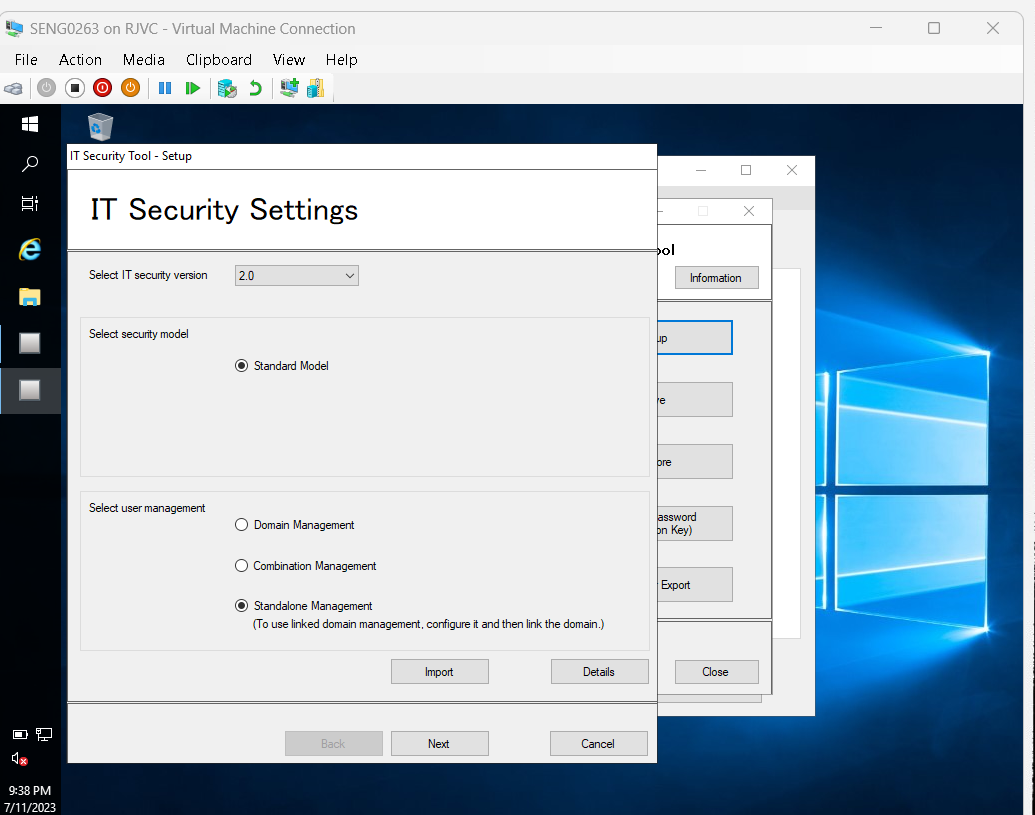 SENG0263 on RJVC - Virtual Machine Connection
File Action Media Clipboard View Help
IT Security Tool - Setup
IT Security Settings
ool
Information
Select IT security version
2.0
Select security model
Standard Model
up
ve
ore
assword
on Key)
r Export
Select user management
Domain Management
Combination Management
Standalone Management
(To use linked domain management, configure it and then link the domain.)
Import
Details
Close
Back
Next
Cancel
9:38 PM
7/11/2023